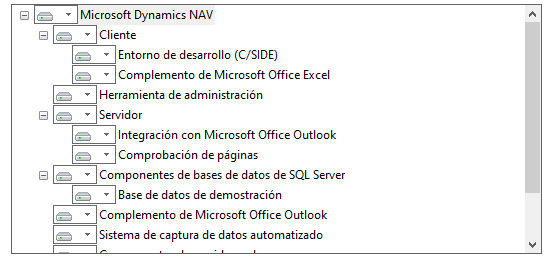 Microsoft Dynamics NAV
Cliente
Entorno de desarrollo (C/SIDE)
Complemento de Microsoft Office Excel
Herramienta de administración
Servidor
Integración con Microsoft Office Outlook
Comprobación de páginas
Componentes de bases de datos de SQL Server
Base de datos de demostración
Complemento de Microsoft Office Outlook
Sistema de captura de datos automatizado